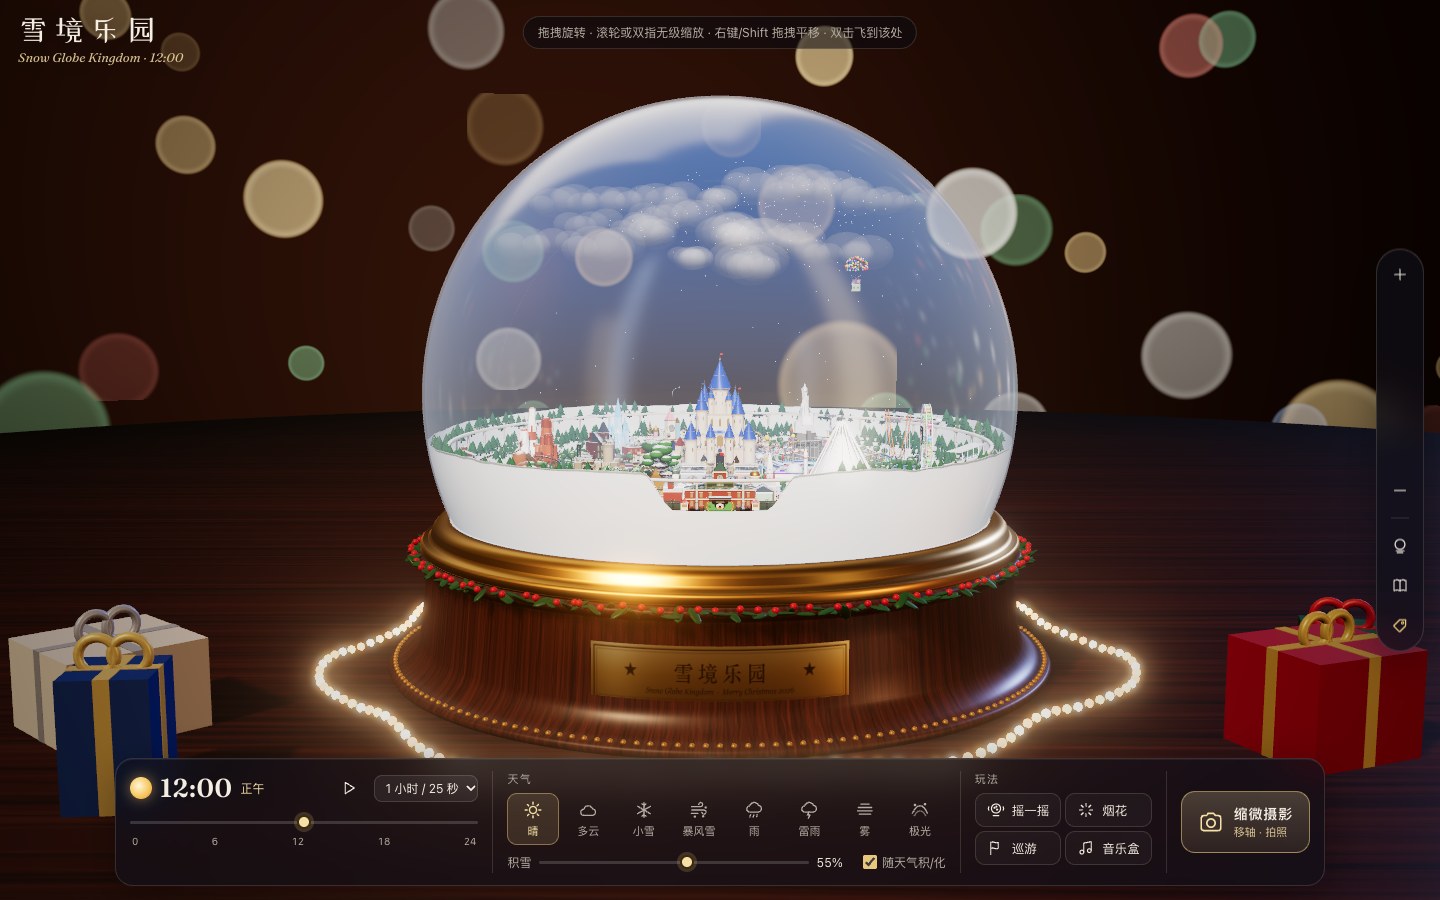 雪境乐园
Snow Globe Kingdom · 12:00
拖拽旋转 · 滚轮或双指无级缩放 · 右键/Shift 拖拽平移 · 双击飞到该处
★ 雪境乐园 ★
Snow Globe Kingdom · Merry Christmas
12:00 正午
1 小时 / 25 秒
0 6 12 18 24
天气
晴 多云 小雪 暴风雪 雨 雷雨 雾 极光
积雪 55% 随天气积/化
玩法
摇一摇 烟花
巡游 音乐盒
缩微摄影
移轴 · 拍照